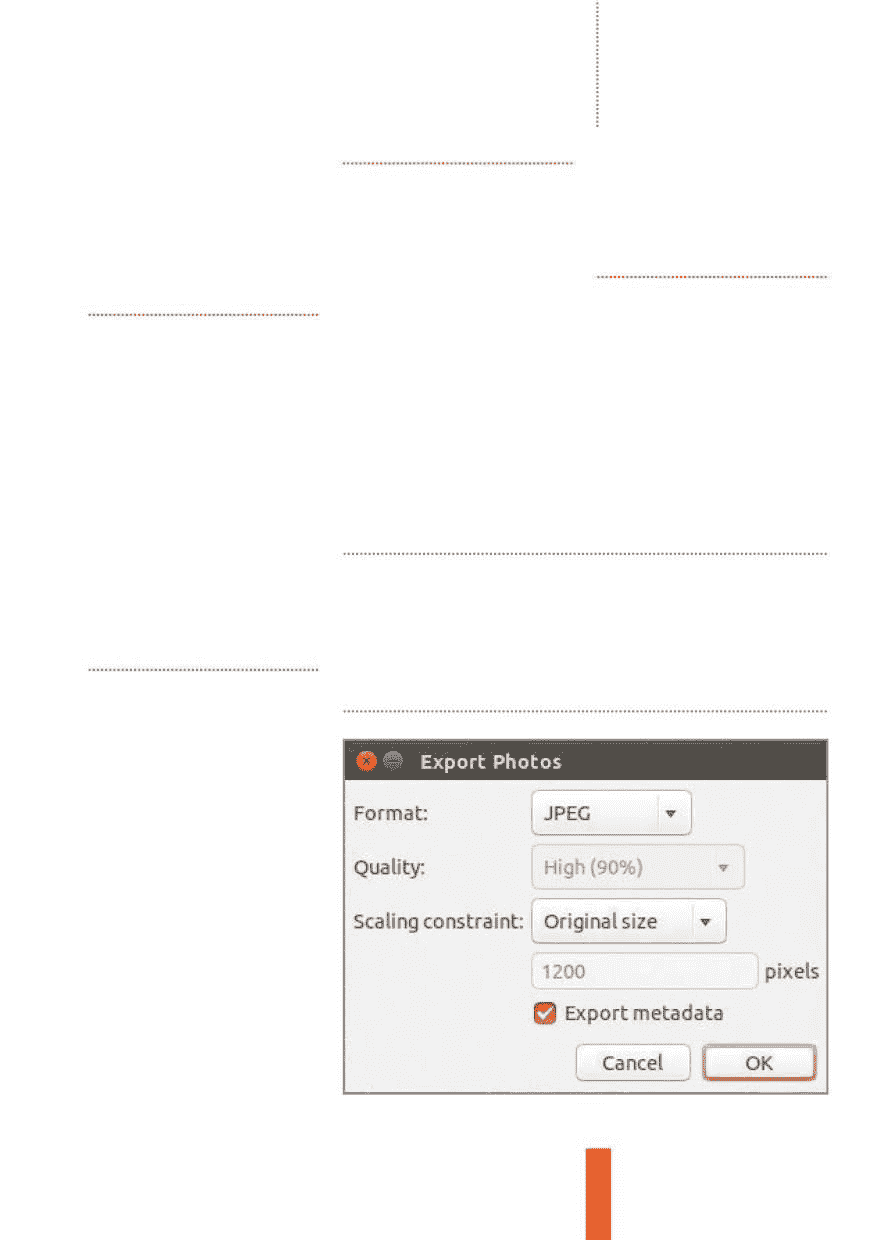 Export Photos
Format: JPEG
Quality: High (90%)
Scaling constraint: Original size
1200 pixels
Export metadata
Cancel OK